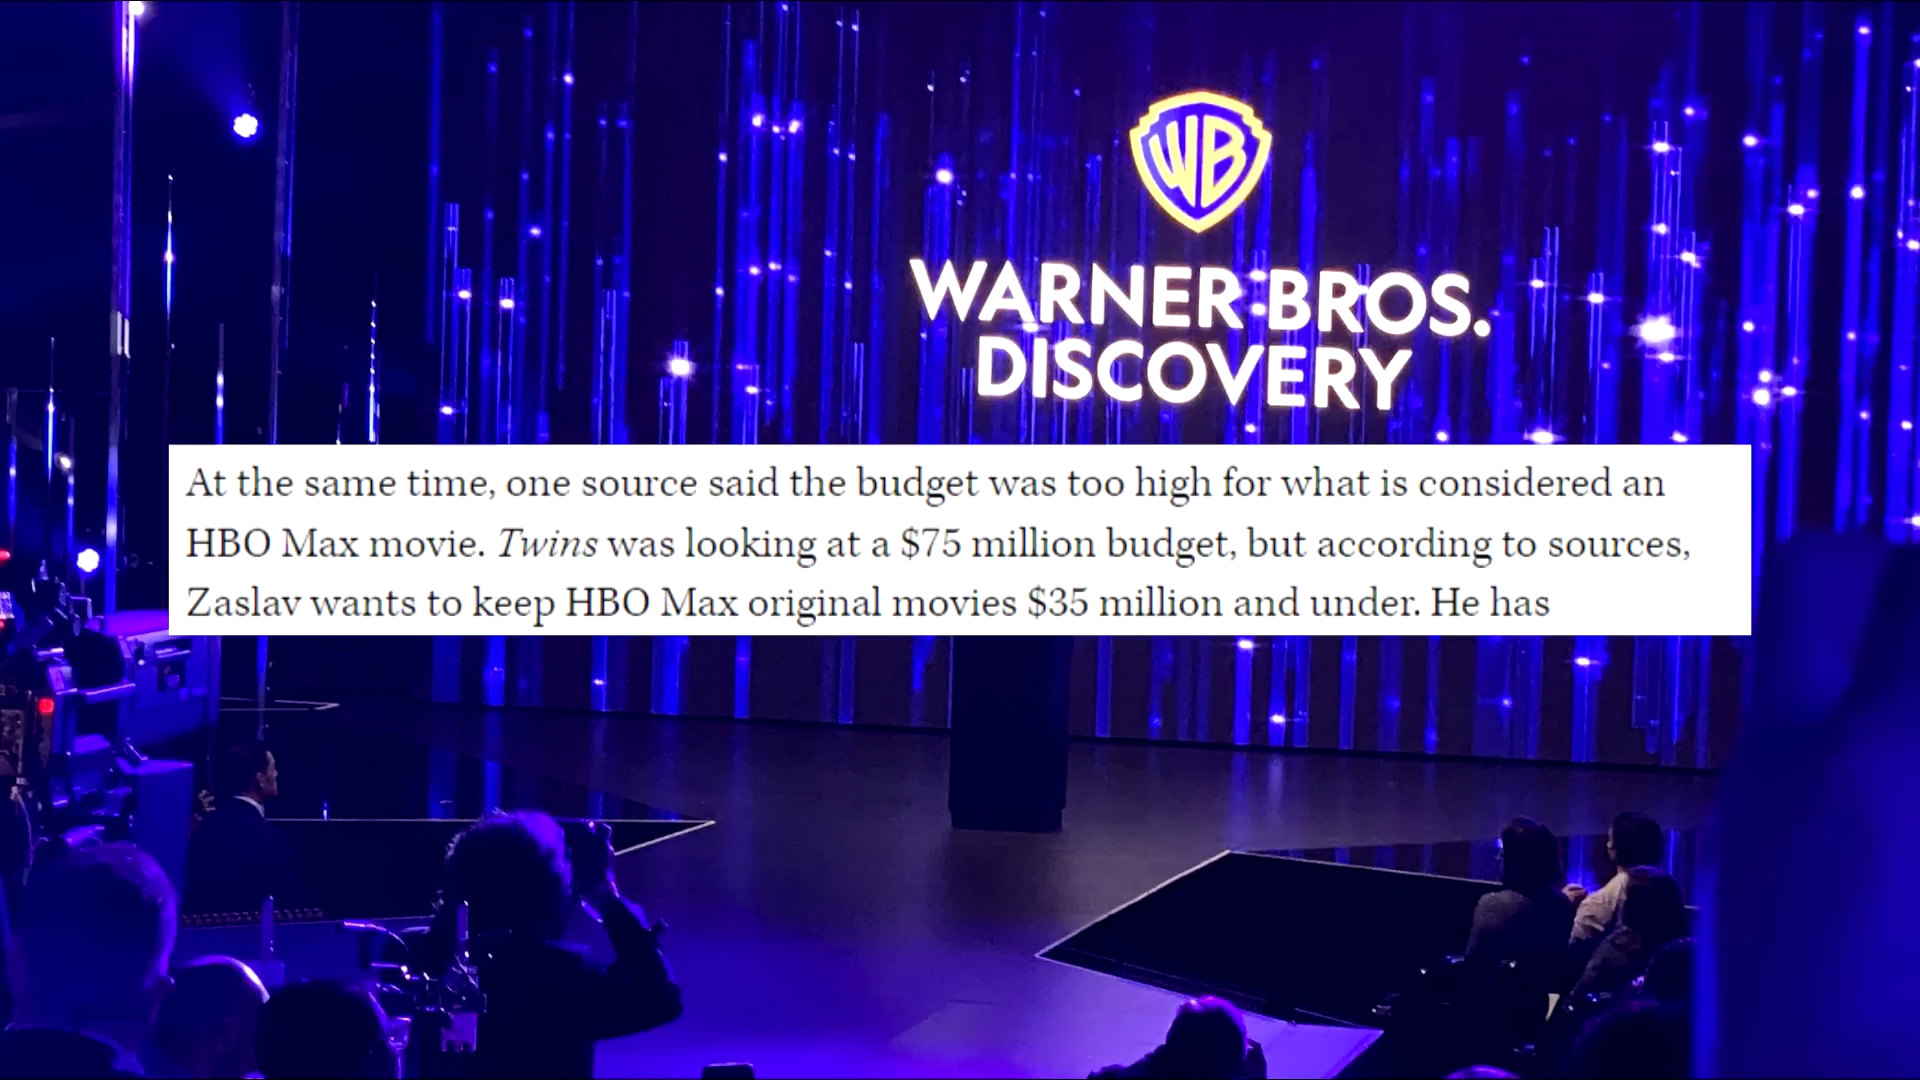 WB
WARNER BROS.
DISCOVERY
At the same time, one source said the budget was too high for what is considered an
HBO Max movie. Twins was looking at a $75 million budget, but according to sources,
Zaslav wants to keep HBO Max original movies $35 million and under. He has